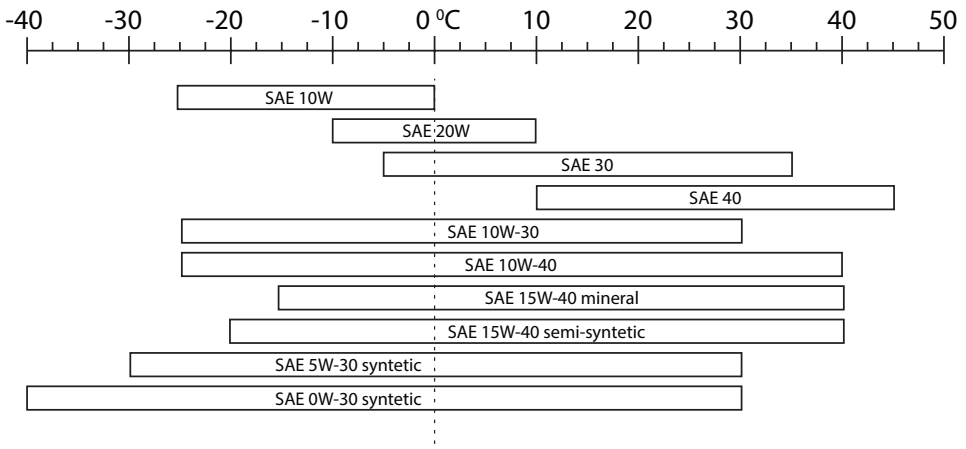 -40 -30 -20 -10 0 ⁰C 10 20 30 40 50
SAE 10W
SAE 20W
SAE 30
SAE 40
SAE 10W-30
SAE 10W-40
SAE 15W-40 mineral
SAE 15W-40 semi-syntetic
SAE 5W-30 syntetic
SAE 0W-30 syntetic